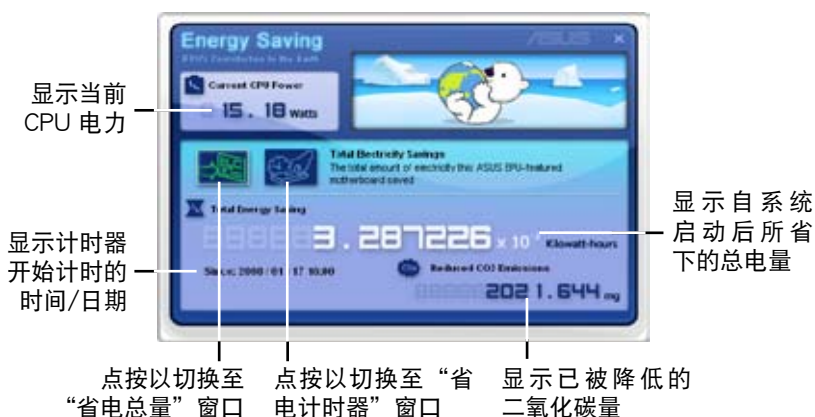 Energy Saving
ASUS
Current CPU Power
15.18 Watts
显示当前
CPU 电力
Total Electricity Savings
The total amount of electricity this ASUS EPU-featured
motherboard saved
Total Energy Saving
3.287226 x 10
Kilowatt-hours
显示自系统
启动后所省
下的总电量
显示计时器
开始计时的
时间/日期
Since: 2008 / 01 / 17 10:00
Reduced CO2 Emissions
2021.644 mg
点按以切换至
“省电总量”窗口
点按以切换至“省
电计时器”窗口
显示已被降低的
二氧化碳量